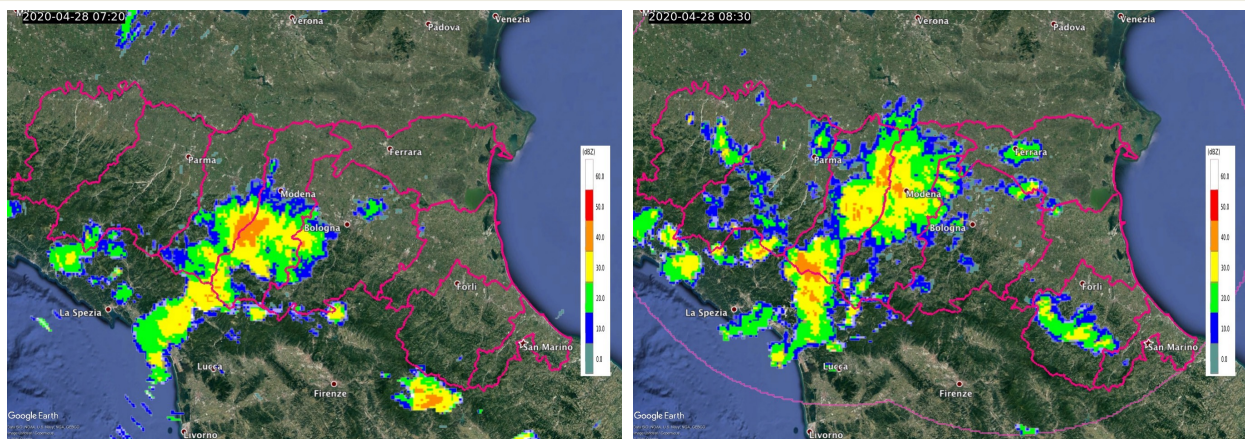 2020-04-28 07:20
Verona
Padova
Venezia
Parma
Ferrara
Modena
Bologna
La Spezia
Forlì
San Marino
Lucca
Firenze
Livorno
Google Earth
(dBZ)
60.0
50.0
40.0
30.0
20.0
10.0
0.0
2020-04-28 08:30
Verona
Padova
Venezia
Parma
Ferrara
Modena
Bologna
La Spezia
Forlì
San Marino
Lucca
Firenze
Livorno
Google Earth
(dBZ)
60.0
50.0
40.0
30.0
20.0
10.0
0.0